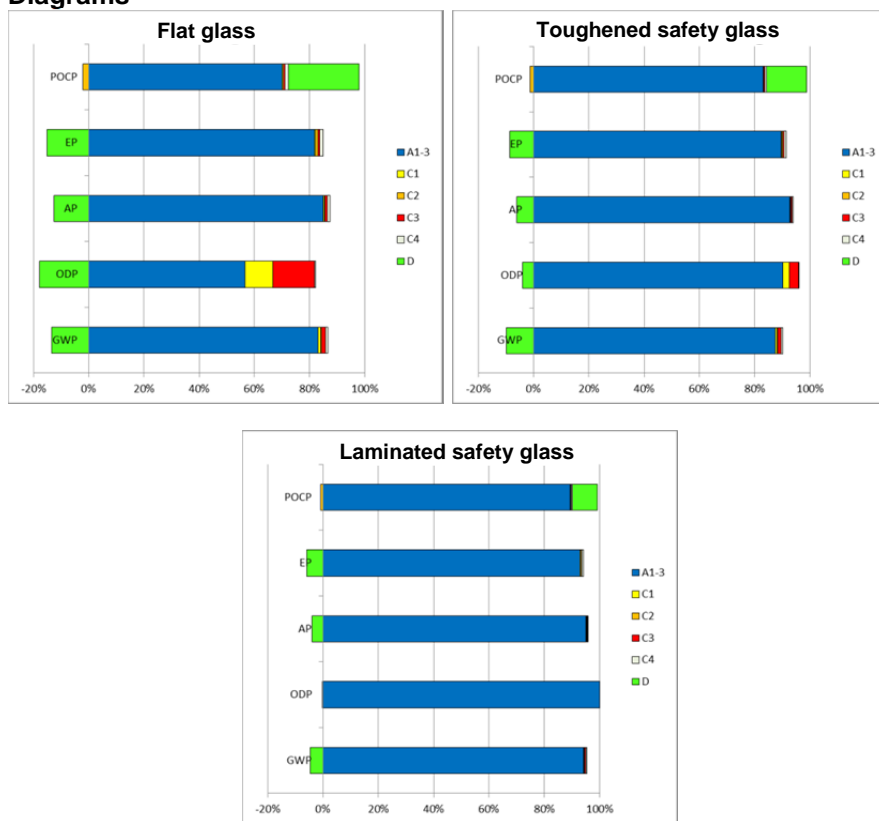 Diagrams
Flat glass
POCP
EP
AP
ODP
GWP
-20% 0% 20% 40% 60% 80% 100%
A1-3
C1
C2
C3
C4
D
Toughened safety glass
POCP
EP
AP
ODP
GWP
-20% 0% 20% 40% 60% 80% 100%
A1-3
C1
C2
C3
C4
D
Laminated safety glass
POCP
EP
AP
ODP
GWP
-20% 0% 20% 40% 60% 80% 100%
A1-3
C1
C2
C3
C4
D